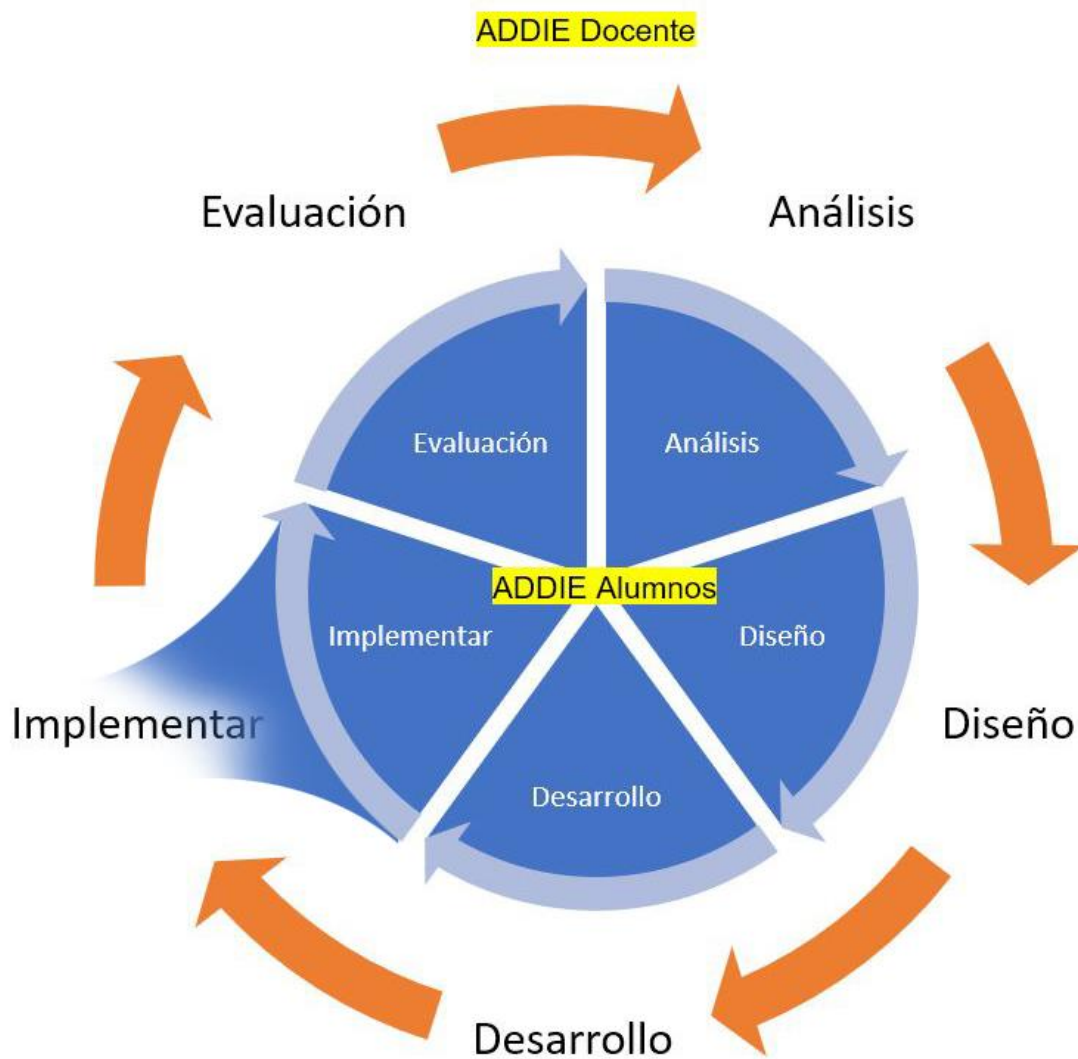 ADDIE Docente
Evaluación
Análisis
Evaluación
Análisis
ADDIE Alumnos
Implementar
Diseño
Implementar
Diseño
Desarrollo
Desarrollo